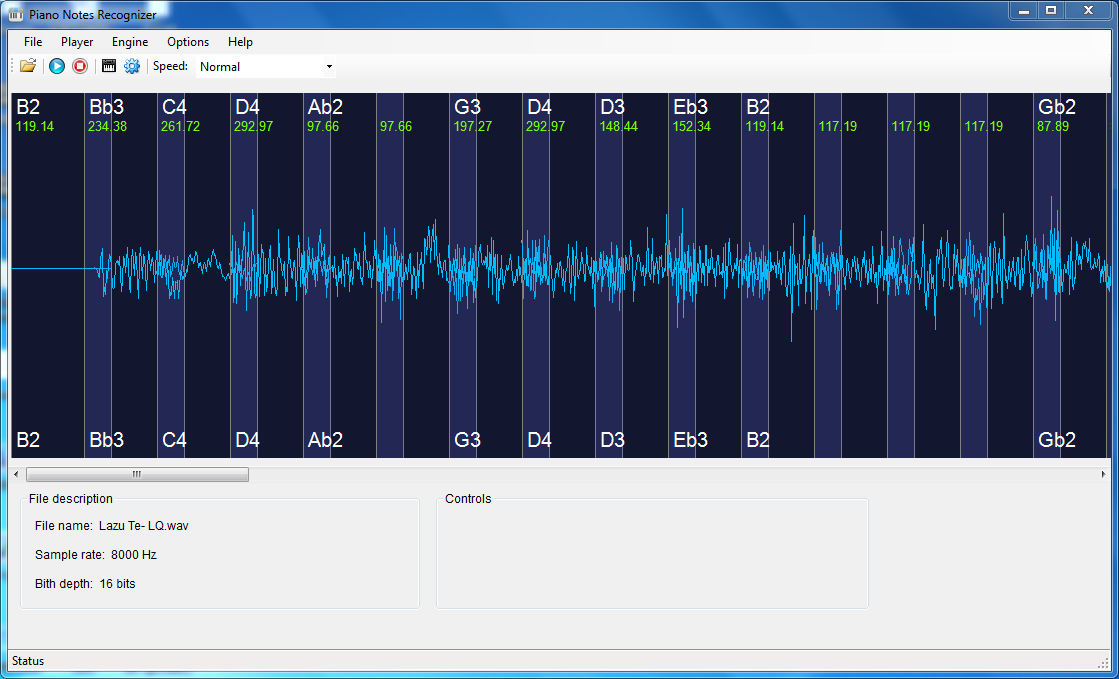 Piano Notes Recognizer
File Player Engine Options Help
Speed: Normal
B2 Bb3 C4 D4 Ab2 G3 D4 D3 Eb3 B2 Gb2
119.14 234.38 261.72 292.97 97.66 97.66 197.27 292.97 148.44 152.34 119.14 117.19 117.19 117.19 87.89
B2 Bb3 C4 D4 Ab2 G3 D4 D3 Eb3 B2 Gb2
File description Controls
File name: Lazu Te- LQ.wav
Sample rate: 8000 Hz
Bith depth: 16 bits
Status